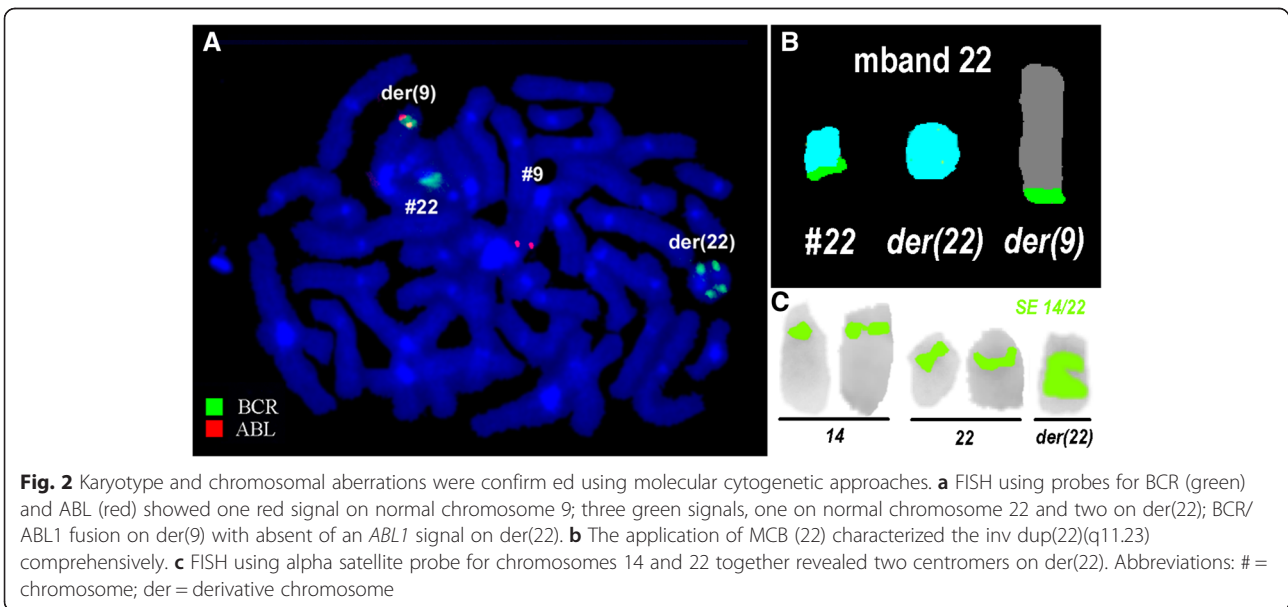 A
der(9)
#22
#9
der(22)
BCR
ABL
B
mband 22
#22 der(22) der(9)
C
SE 14/22
14 22 der(22)
Fig. 2 Karyotype and chromosomal aberrations were confirm ed using molecular cytogenetic approaches. a FISH using probes for BCR (green)
and ABL (red) showed one red signal on normal chromosome 9; three green signals, one on normal chromosome 22 and two on der(22); BCR/
ABL1 fusion on der(9) with absent of an ABL1 signal on der(22). b The application of MCB (22) characterized the inv dup(22)(q11.23)
comprehensively. c FISH using alpha satellite probe for chromosomes 14 and 22 together revealed two centromers on der(22). Abbreviations: # =
chromosome; der = derivative chromosome